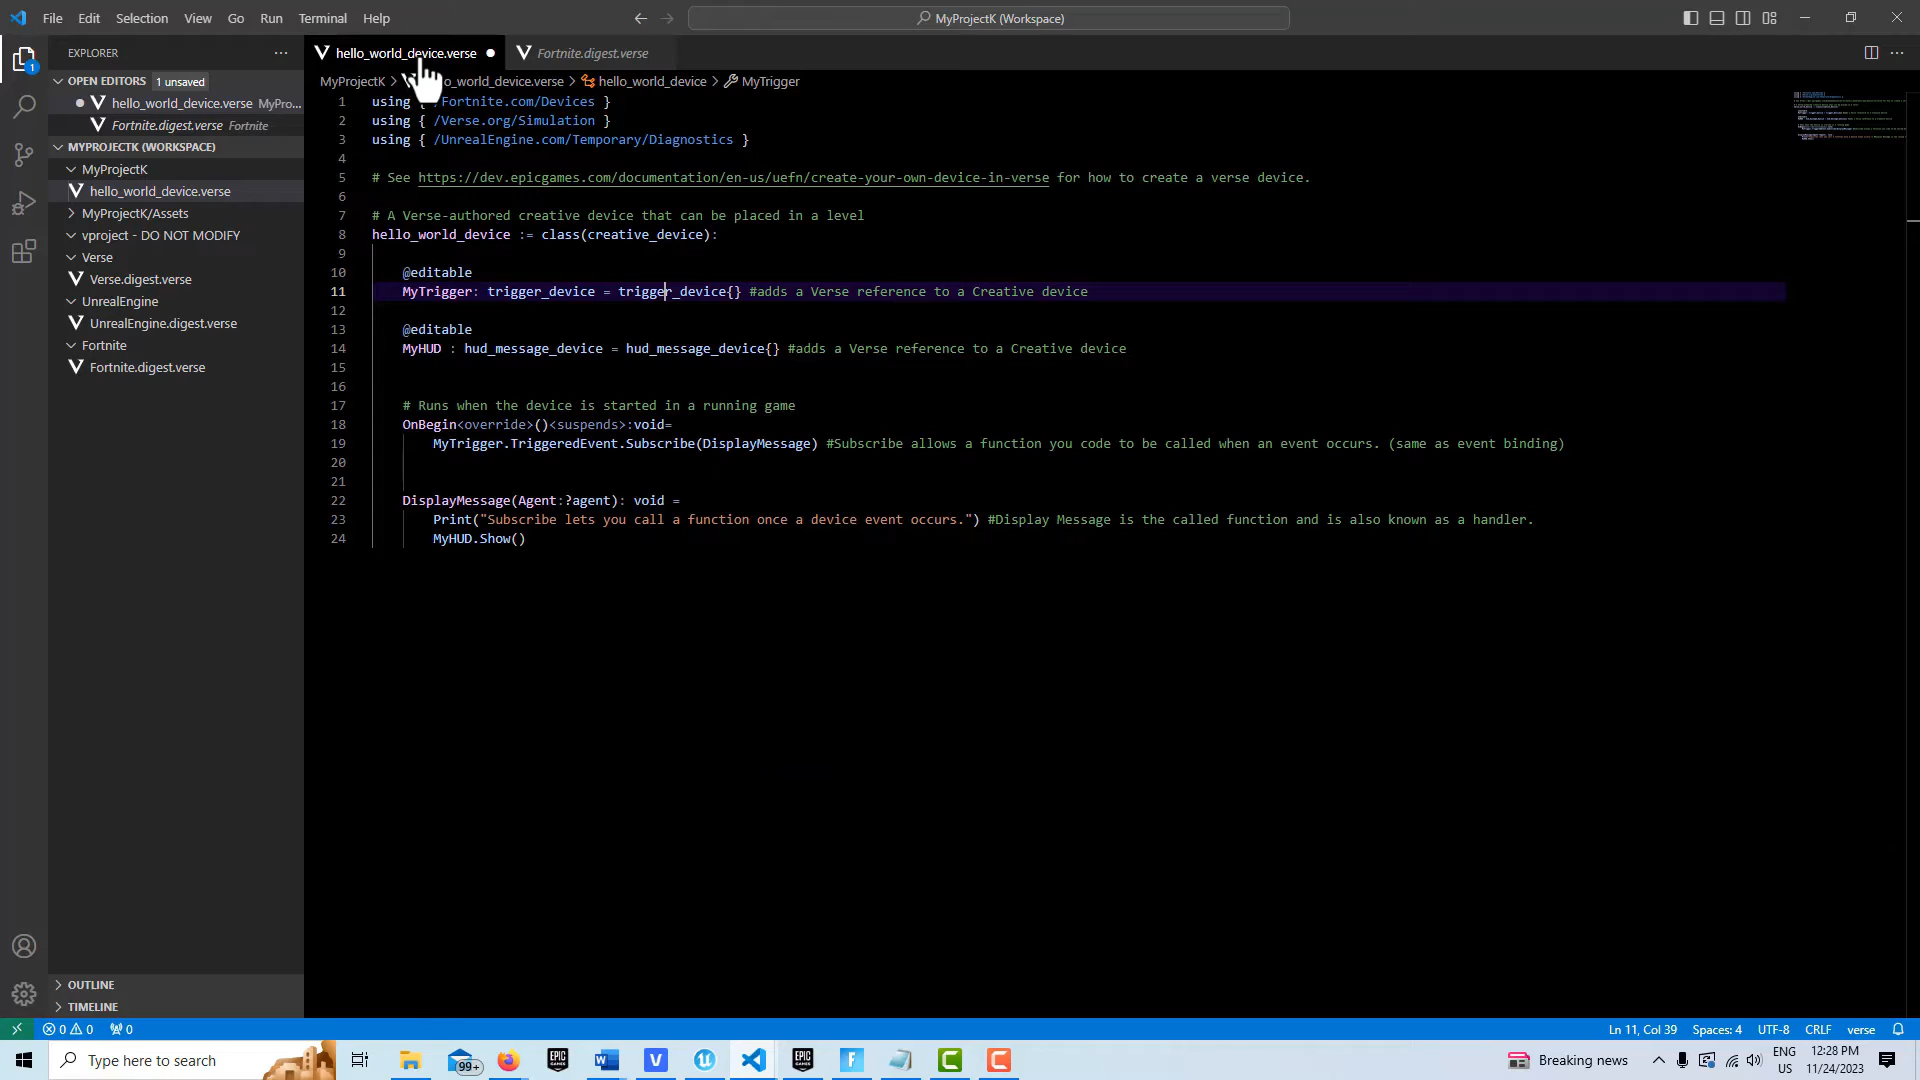 File Edit Selection View Go Run Terminal Help
MyProjectK (Workspace)
EXPLORER
OPEN EDITORS 1 unsaved
hello_world_device.verse MyPro...
Fortnite.digest.verse Fortnite
MYPROJECTK (WORKSPACE)
MyProjectK
hello_world_device.verse
MyProjectK/Assets
vproject - DO NOT MODIFY
Verse
Verse.digest.verse
UnrealEngine
UnrealEngine.digest.verse
Fortnite
Fortnite.digest.verse
OUTLINE
TIMELINE
hello_world_device.verse Fortnite.digest.verse
MyProjectK > o_world_device.verse > hello_world_device > MyTrigger
1 using { /Fortnite.com/Devices }
2 using { /Verse.org/Simulation }
3 using { /UnrealEngine.com/Temporary/Diagnostics }
4
5 # See https://dev.epicgames.com/documentation/en-us/uefn/create-your-own-device-in-verse for how to create a verse device.
6
7 # A Verse-authored creative device that can be placed in a level
8 hello_world_device := class(creative_device):
9
10 @editable
11 MyTrigger: trigger_device = trigger_device{} #adds a Verse reference to a Creative device
12
13 @editable
14 MyHUD : hud_message_device = hud_message_device{} #adds a Verse reference to a Creative device
15
16
17 # Runs when the device is started in a running game
18 OnBegin<override>()<suspends>:void=
19 MyTrigger.TriggeredEvent.Subscribe(DisplayMessage) #Subscribe allows a function you code to be called when an event occurs. (same as event binding)
20
21
22 DisplayMessage(Agent:?agent): void =
23 Print("Subscribe lets you call a function once a device event occurs.") #Display Message is the called function and is also known as a handler.
24 MyHUD.Show()
0 0 0 Ln 11, Col 39 Spaces: 4 UTF-8 CRLF verse
Type here to search
99+
EPIC GAMES
EPIC GAMES
Breaking news
ENG US
12:28 PM
11/24/2023